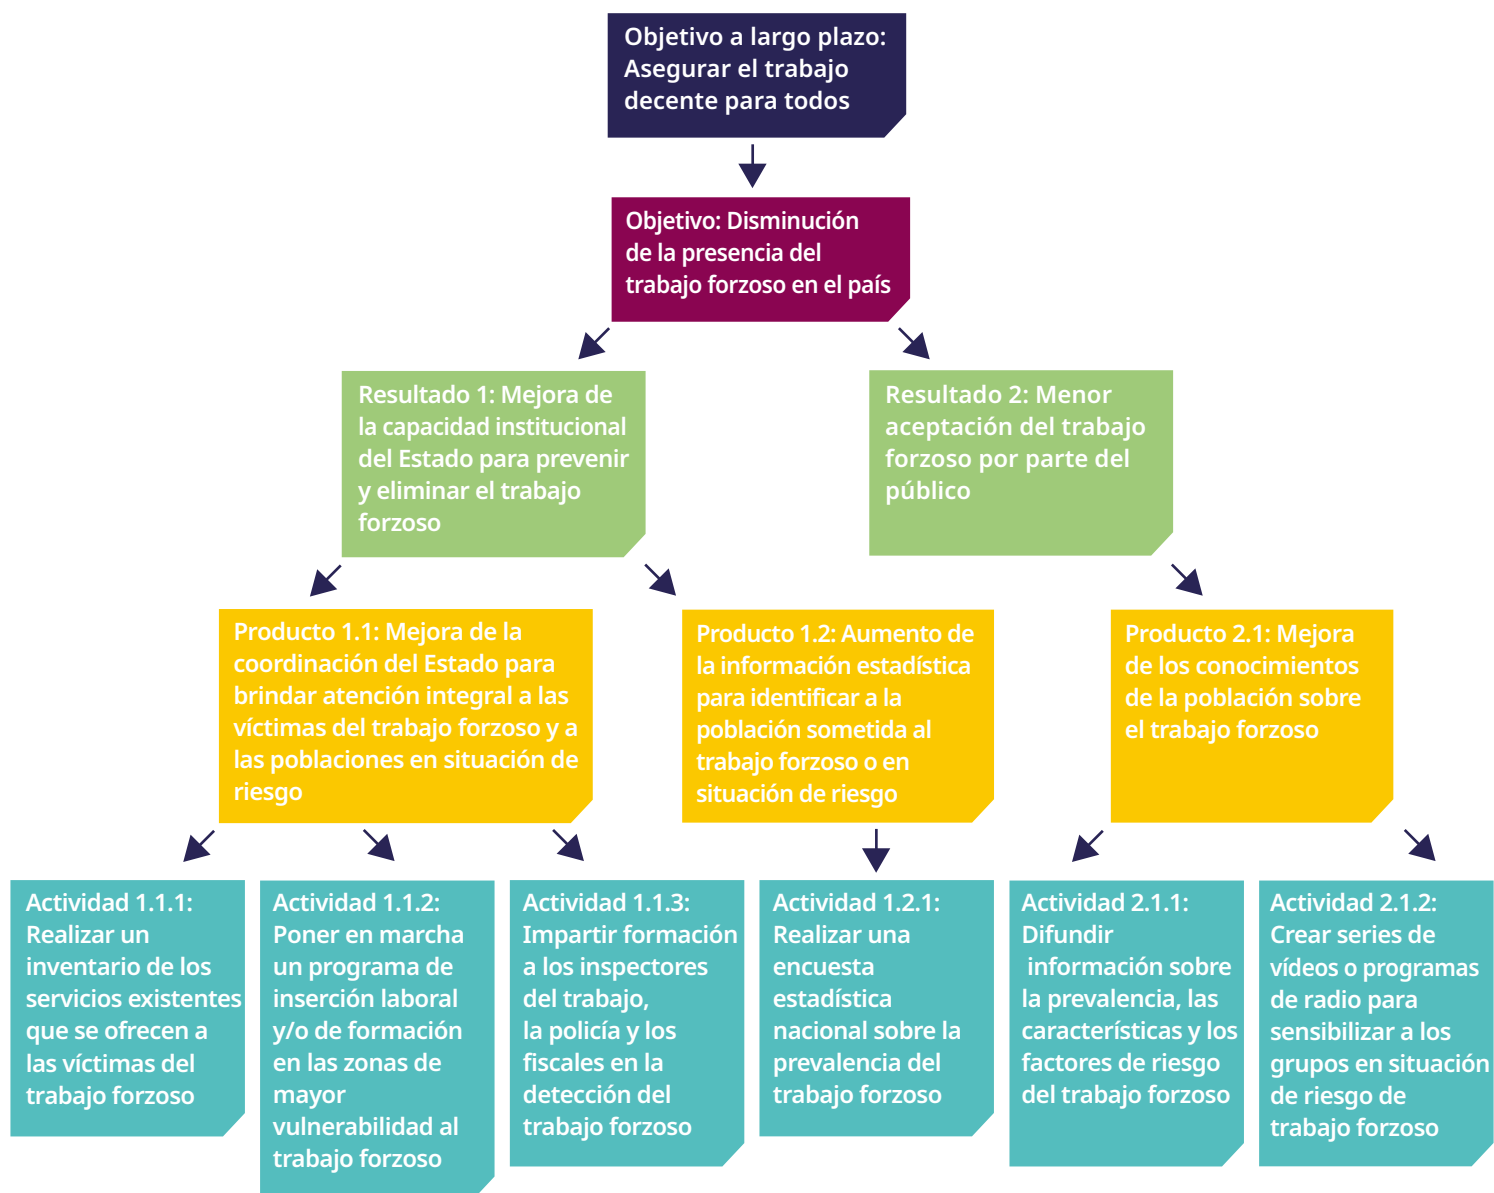 Objetivo a largo plazo:
Asegurar el trabajo
decente para todos
Objetivo: Disminución
de la presencia del
trabajo forzoso en el país
Resultado 1: Mejora de
la capacidad institucional
del Estado para prevenir
y eliminar el trabajo
forzoso
Resultado 2: Menor
aceptación del trabajo
forzoso por parte del
público
Producto 1.1: Mejora de la
coordinación del Estado para
brindar atención integral a las
víctimas del trabajo forzoso y a
las poblaciones en situación de
riesgo
Producto 1.2: Aumento de
la información estadística
para identificar a la
población sometida al
trabajo forzoso o en
situación de riesgo
Producto 2.1: Mejora
de los conocimientos
de la población sobre
el trabajo forzoso
Actividad 1.1.1:
Realizar un
inventario de los
servicios existentes
que se ofrecen a
las víctimas del
trabajo forzoso
Actividad 1.1.2:
Poner en marcha
un programa de
inserción laboral
y/o de formación
en las zonas de
mayor
vulnerabilidad al
trabajo forzoso
Actividad 1.1.3:
Impartir formación
a los inspectores
del trabajo,
la policía y los
fiscales en la
detección del
trabajo forzoso
Actividad 1.2.1:
Realizar una
encuesta
estadística
nacional sobre la
prevalencia del
trabajo forzoso
Actividad 2.1.1:
Difundir
información sobre
la prevalencia, las
características y los
factores de riesgo
del trabajo forzoso
Actividad 2.1.2:
Crear series de
vídeos o programas
de radio para
sensibilizar a los
grupos en situación
de riesgo de
trabajo forzoso